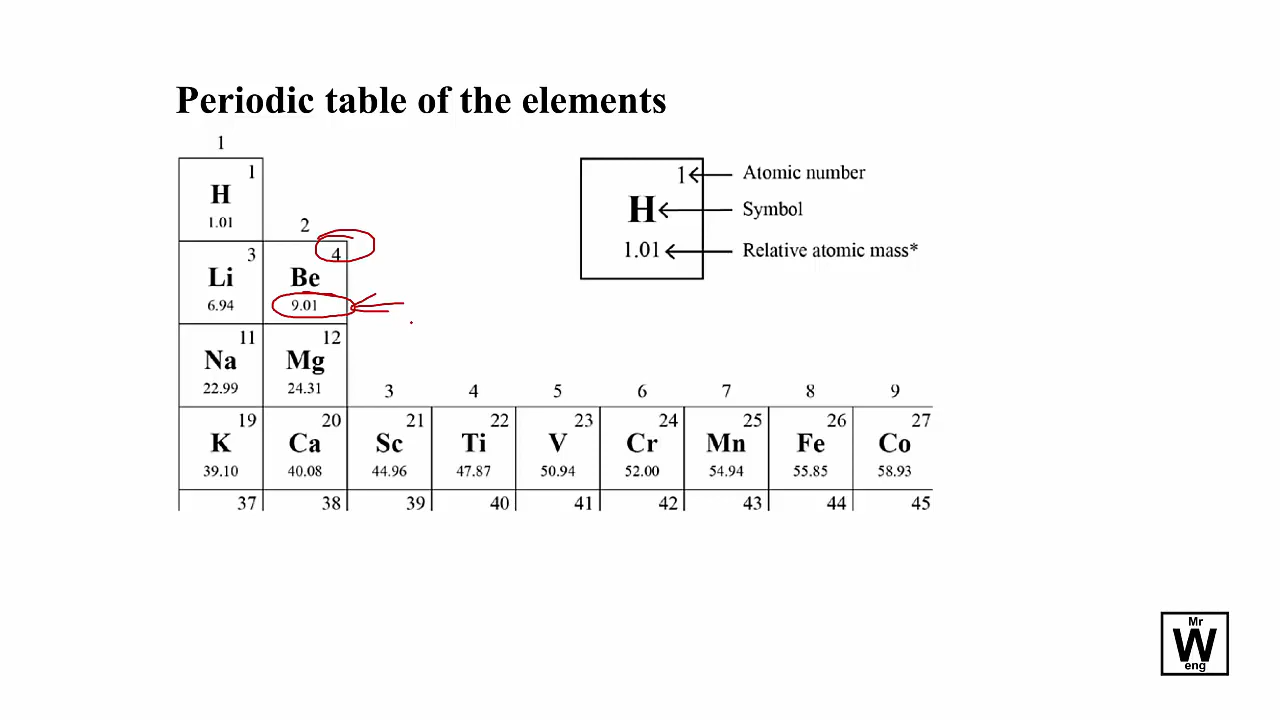 Periodic table of the elements
1
1
H
1.01
1 Atomic number
H Symbol
1.01 Relative atomic mass*
2
3 4
Li Be
6.94 9.01
11 12
Na Mg
22.99 24.31
3 4 5 6 7 8 9
19 20 21 22 23 24 25 26 27
K Ca Sc Ti V Cr Mn Fe Co
39.10 40.08 44.96 47.87 50.94 52.00 54.94 55.85 58.93
37 38 39 40 41 42 43 44 45
Mr
W
eng